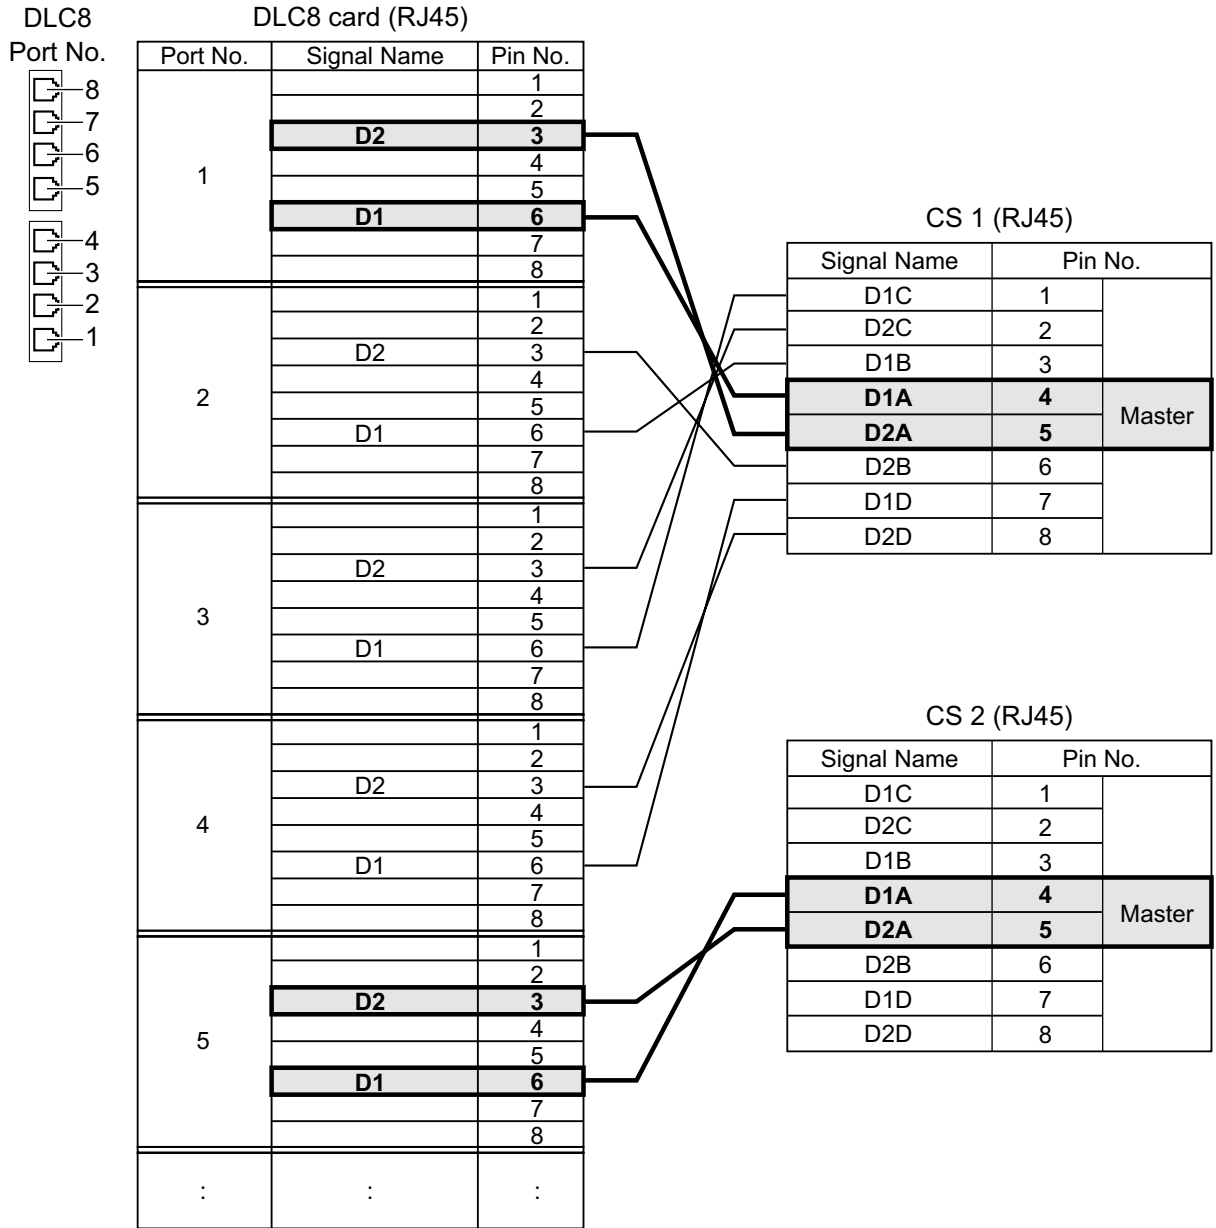 DLC8
Port No.
8
7
6
5
4
3
2
1
DLC8 card (RJ45)
Port No. Signal Name Pin No.
1
1
2
D2 3
4
5
D1 6
7
8
2
1
2
D2 3
4
5
D1 6
7
8
3
1
2
D2 3
4
5
D1 6
7
8
4
1
2
D2 3
4
5
D1 6
7
8
5
1
2
D2 3
4
5
D1 6
7
8
: : :
CS 1 (RJ45)
Signal Name Pin No.
D1C 1
D2C 2
D1B 3
D1A 4
D2A 5
Master
D2B 6
D1D 7
D2D 8
CS 2 (RJ45)
Signal Name Pin No.
D1C 1
D2C 2
D1B 3
D1A 4
D2A 5
Master
D2B 6
D1D 7
D2D 8